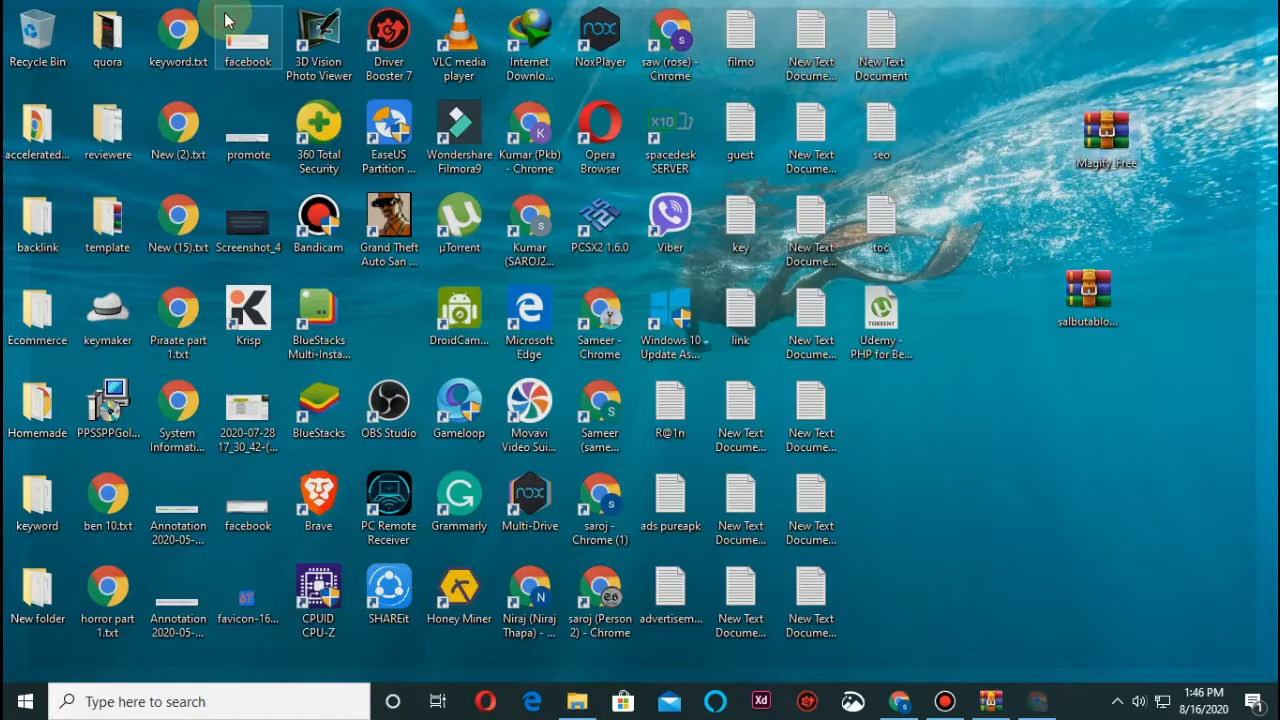 Recycle Bin
quora
keyword.txt
facebook
3D Vision
Photo Viewer
Driver
Booster 7
VLC media
player
Internet
Downlo...
nox
NoxPlayer
S
saw (rose) -
Chrome
filmo
New Text
Docume...
New Text
Document
accelerated...
reviewere
New (2).txt
promote
360 Total
Security
EaseUS
Partition ...
Wondershare
Filmora9
K
Kumar (Pkb)
- Chrome
Opera
Browser
X10
spacedesk
SERVER
guest
New Text
Docume...
seo
Magify_Free
backlink
template
New (15).txt
Screenshot_4
Bandicam
Grand Theft
Auto San ...
µTorrent
S
Kumar
(SAROJ2...
PCSX2 1.6.0
Viber
key
New Text
Docume...
toc
Ecommerce
keymaker
Piraate part
1.txt
Krisp
BlueStacks
Multi-Insta...
DroidCam...
Microsoft
Edge
Sameer -
Chrome
Windows 10
Update As...
link
New Text
Docume...
TORRENT
Udemy -
PHP for Be...
salbutablo...
Homemade
PPSSPPGol...
System
Informati...
2020-07-28
17_30_42-(...
BlueStacks
OBS Studio
Gameloop
Movavi
Video Sui...
S
Sameer
(same...
R@1n
New Text
Docume...
New Text
Docume...
keyword
ben 10.txt
Annotation
2020-05-...
facebook
Brave
PC Remote
Receiver
G
Grammarly
nox
Multi-Drive
S
saroj -
Chrome (1)
ads pureapk
New Text
Docume...
New Text
Docume...
New folder
horror part
1.txt
Annotation
2020-05-...
favicon-16...
CPUID
CPU-Z
SHAREit
Honey Miner
N
Niraj (Niraj
Thapa) - ...
saroj (Person
2) - Chrome
advertisem...
New Text
Docume...
New Text
Docume...
Type here to search
Xd
1:46 PM
8/16/2020
1